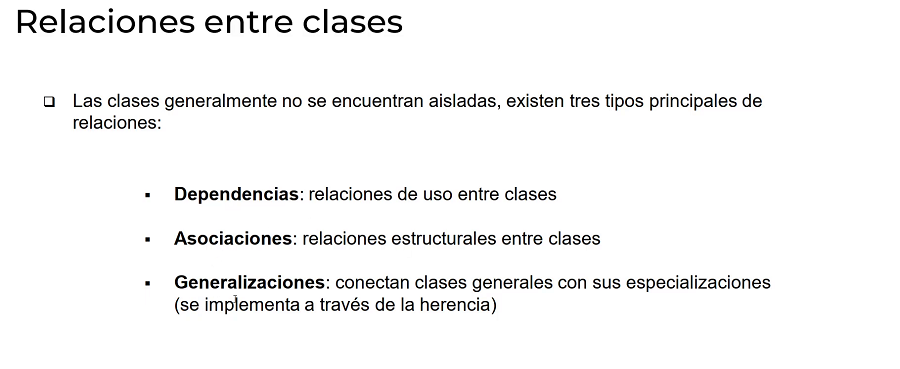 Relaciones entre clases
❑ Las clases generalmente no se encuentran aisladas, existen tres tipos principales de
relaciones:
▪ Dependencias: relaciones de uso entre clases
▪ Asociaciones: relaciones estructurales entre clases
▪ Generalizaciones: conectan clases generales con sus especializaciones
(se implementa a través de la herencia)